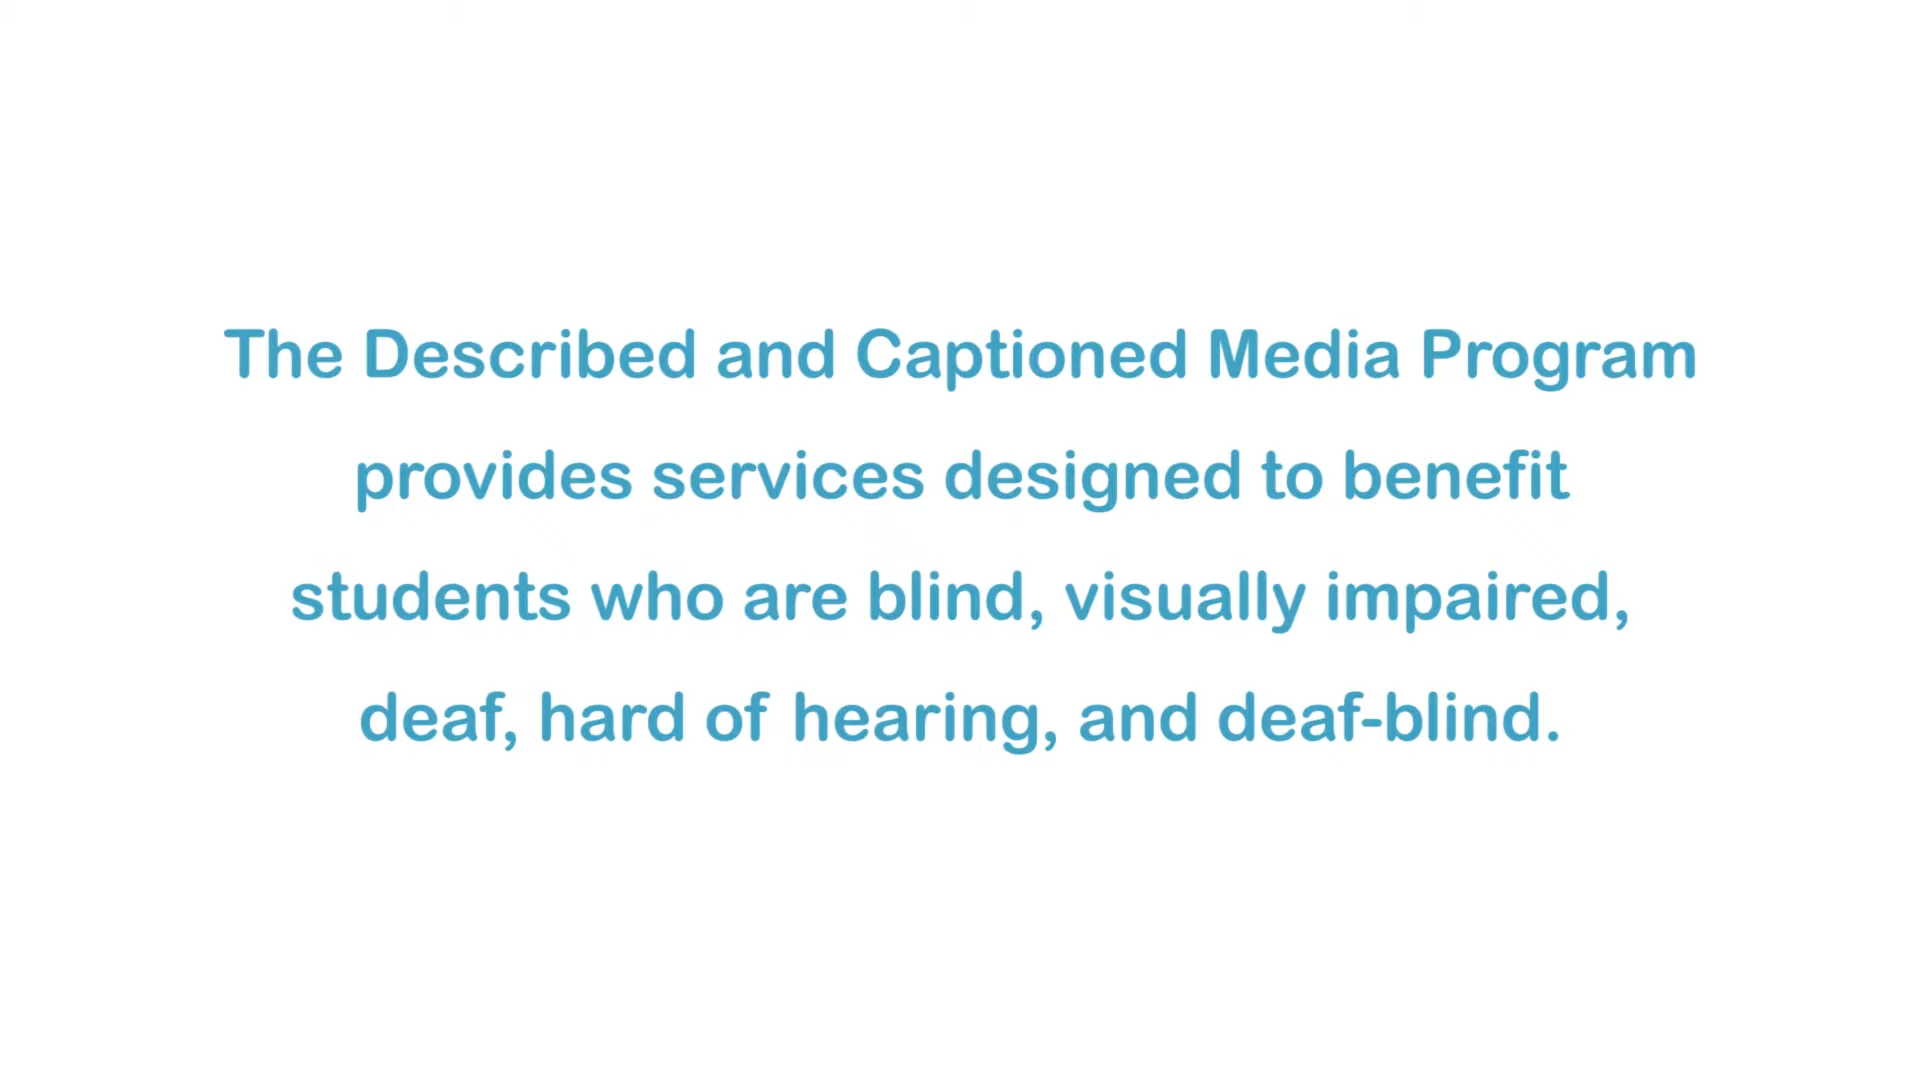 The Described and Captioned Media Program
provides services designed to benefit
students who are blind, visually impaired,
deaf, hard of hearing, and deaf-blind.